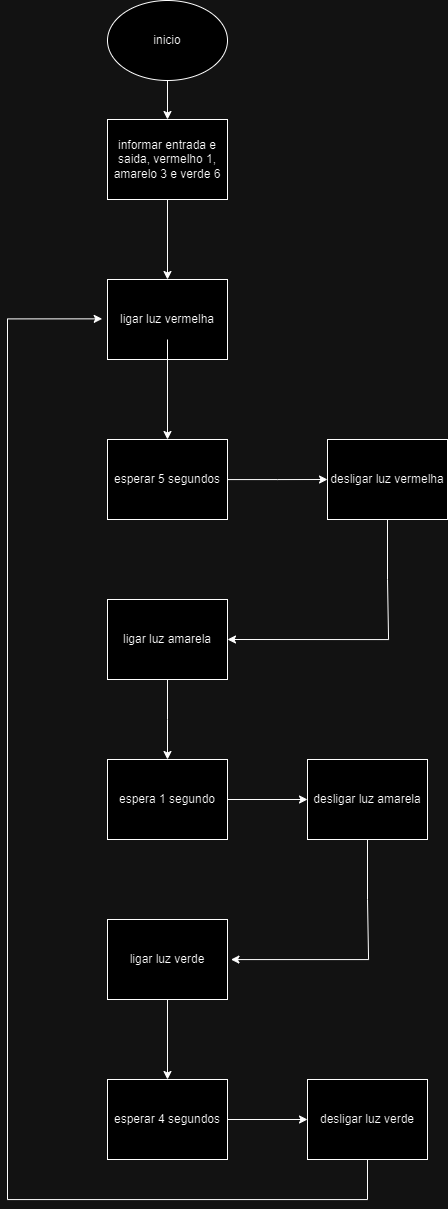 inicio
informar entrada e
saida, vermelho 1,
amarelo 3 e verde 6
ligar luz vermelha
esperar 5 segundos
desligar luz vermelha
ligar luz amarela
espera 1 segundo
desligar luz amarela
ligar luz verde
esperar 4 segundos
desligar luz verde